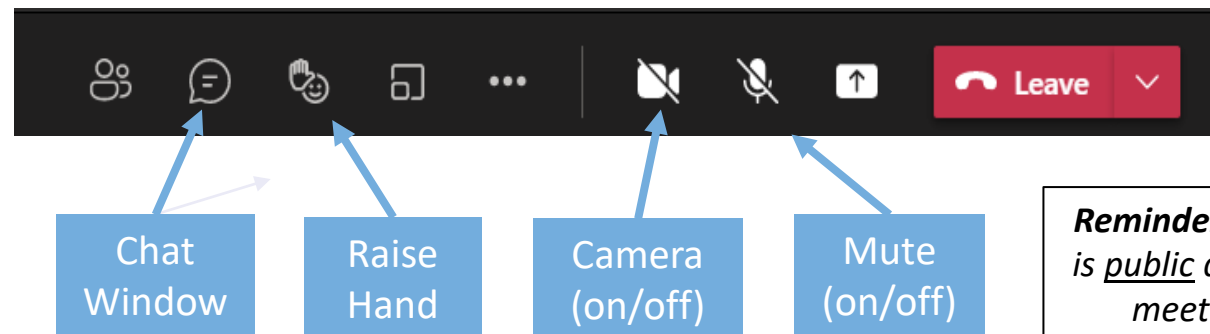 Leave
Chat
Window
Raise
Hand
Camera
(on/off)
Mute
(on/off)
Reminde
is public
meet